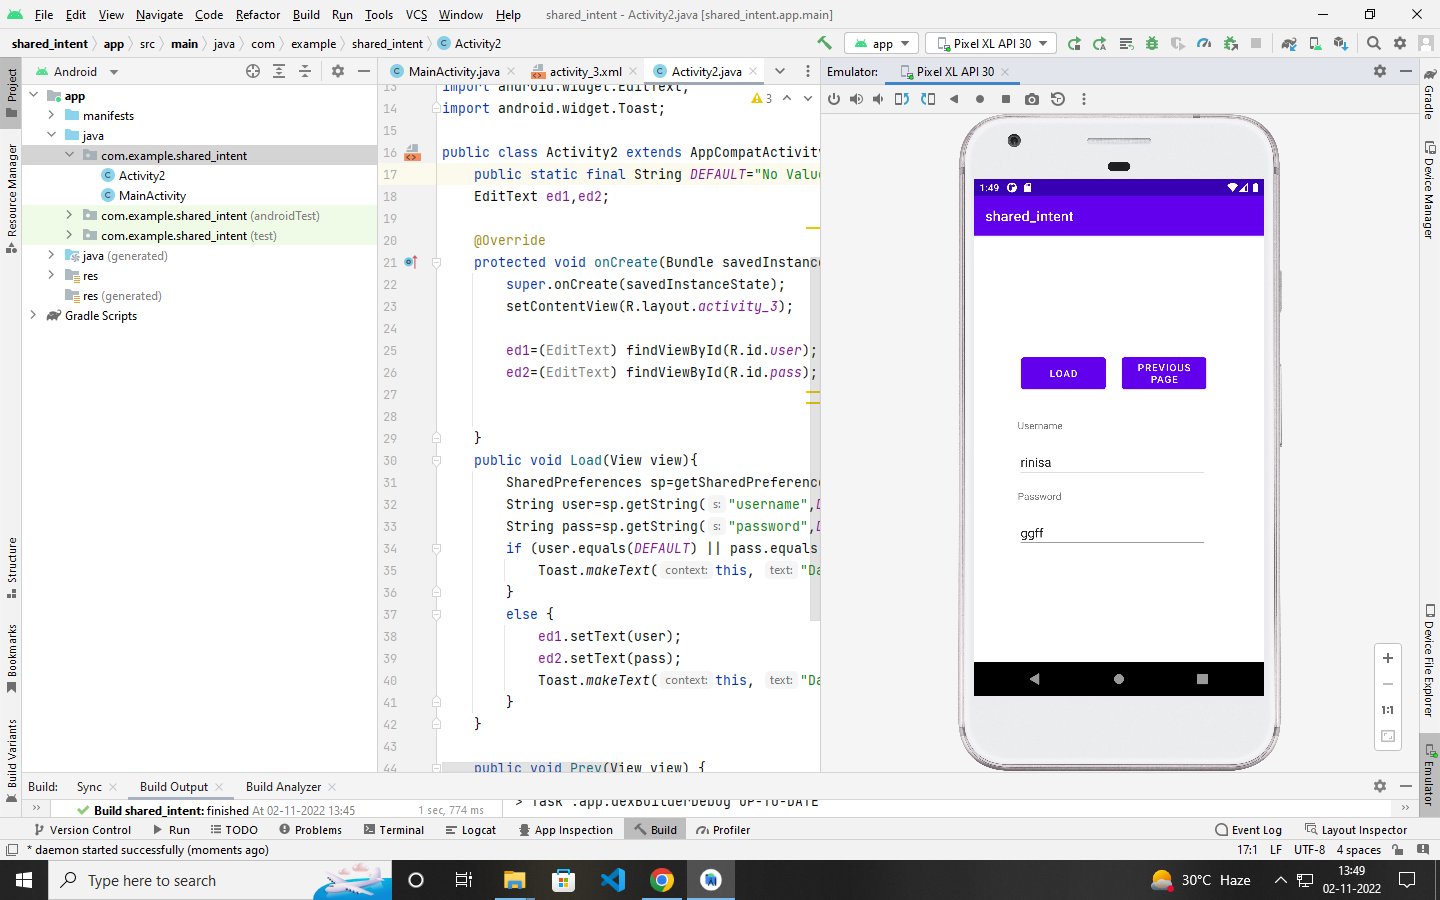 File Edit View Navigate Code Refactor Build Run Tools VCS Window Help shared_intent - Activity2.java [shared_intent.app.main]
shared_intent app src main java com example shared_intent Activity2 app Pixel XL API 30
Project Android MainActivity.java activity_3.xml Activity2.java Emulator: Pixel XL API 30 Gradle
app
manifests
java
com.example.shared_intent
Activity2
MainActivity
com.example.shared_intent (androidTest)
com.example.shared_intent (test)
java (generated)
res
res (generated)
Gradle Scripts
Resource Manager
Structure
Bookmarks
Build Variants
3
13 import android.widget.EditText;
14 import android.widget.Toast;
15
16 public class Activity2 extends AppCompatActivity
17 public static final String DEFAULT="No Value
18 EditText ed1,ed2;
19
20 @Override
21 protected void onCreate(Bundle savedInstance
22 super.onCreate(savedInstanceState);
23 setContentView(R.layout.activity_3);
24
25 ed1=(EditText) findViewById(R.id.user);
26 ed2=(EditText) findViewById(R.id.pass);
27
28
29 }
30 public void Load(View view){
31 SharedPreferences sp=getSharedPreference
32 String user=sp.getString( s: "username",D
33 String pass=sp.getString( s: "password",D
34 if (user.equals(DEFAULT) || pass.equals
35 Toast.makeText( context: this, text: "Da
36 }
37 else {
38 ed1.setText(user);
39 ed2.setText(pass);
40 Toast.makeText( context: this, text: "Da
41 }
42 }
43
44 public void Prev(View view) {
1:49
shared_intent
LOAD PREVIOUS PAGE
Username
rinisa
Password
ggff
1:1
Device Manager
Device File Explorer
Emulator
Build: Sync Build Output Build Analyzer
Build shared_intent: finished At 02-11-2022 13:45 1 sec, 774 ms > Task :app:dexBuilderDebug UP-TO-DATE
Version Control Run TODO Problems Terminal Logcat App Inspection Build Profiler Event Log Layout Inspector
* daemon started successfully (moments ago) 17:1 LF UTF-8 4 spaces
Type here to search 30°C Haze 13:49
02-11-2022